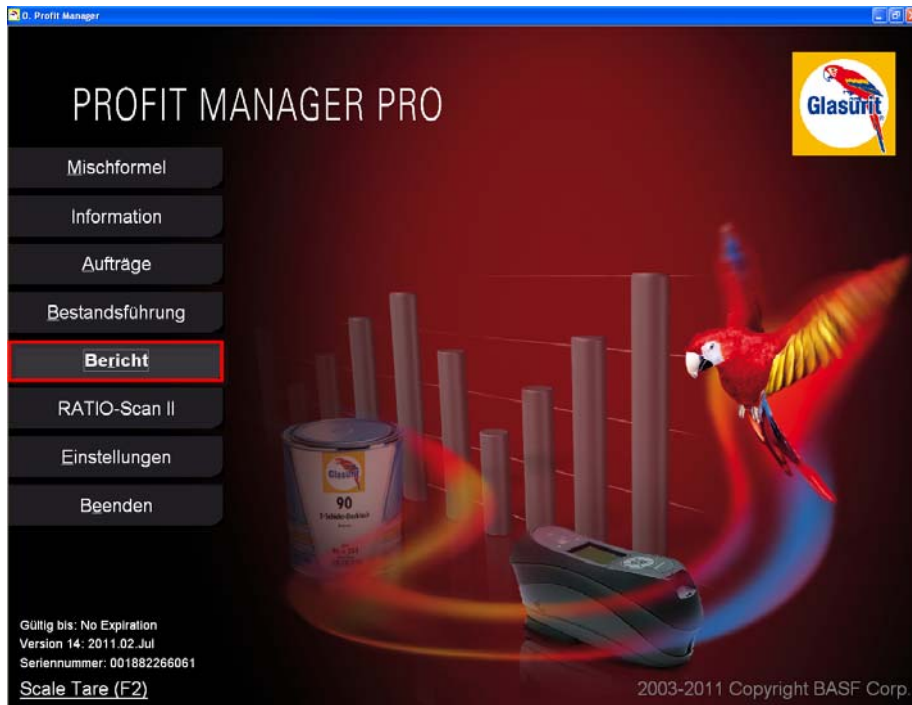 0. Profit Manager
PROFIT MANAGER PRO
Glasurit
Mischformel
Information
Aufträge
Bestandsführung
Bericht
RATIO-Scan II
Einstellungen
Beenden
Glasurit
90
Gültig bis: No Expiration
Version 14: 2011.02.Jul
Seriennummer: 001882266061
Scale Tare (F2)
2003-2011 Copyright BASF Corp.